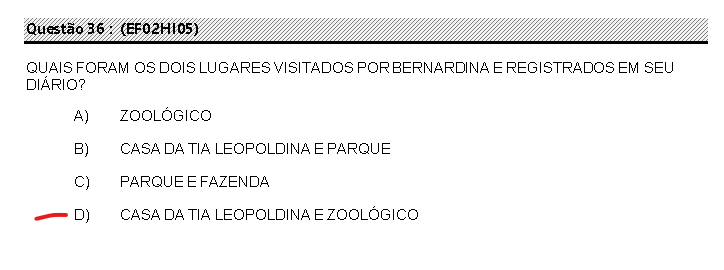 Questão 36 : (EF02HI05)
QUAIS FORAM OS DOIS LUGARES VISITADOS POR BERNARDINA E REGISTRADOS EM SEU
DIÁRIO?
A) ZOOLÓGICO
B) CASA DA TIA LEOPOLDINA E PARQUE
C) PARQUE E FAZENDA
D) CASA DA TIA LEOPOLDINA E ZOOLÓGICO